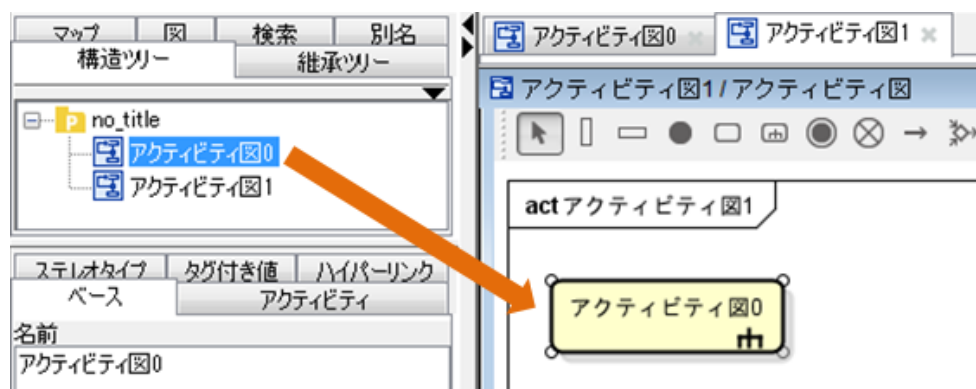 マップ 図 検索 別名
構造ツリー 継承ツリー
no_title
アクティビティ図0
アクティビティ図1
ステレオタイプ タグ付き値 ハイパーリンク
ベース アクティビティ
名前
アクティビティ図0
アクティビティ図0 アクティビティ図1
アクティビティ図1 / アクティビティ図
act アクティビティ図1
アクティビティ図0